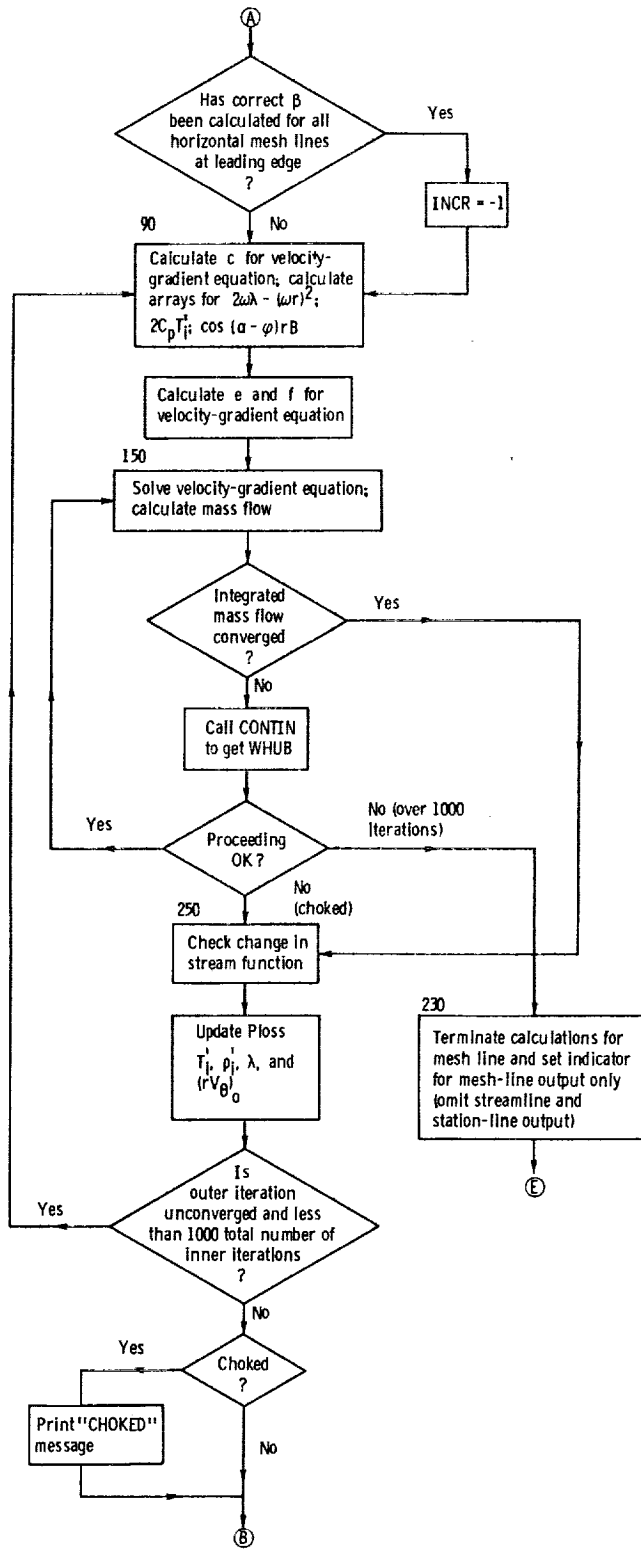 A
Has correct β
been calculated for all
horizontal mesh lines
at leading edge
?
Yes
INCR = -1
No
90
Calculate c for velocity-
gradient equation; calculate
arrays for 2ωλ - (ωr)²;
2CpTi'; cos (α - φ)rB
Calculate e and f for
velocity-gradient equation
150
Solve velocity-gradient equation;
calculate mass flow
Integrated
mass flow
converged
?
Yes
No
Call CONTIN
to get WHUB
Proceeding
OK?
Yes
No (over 1000
iterations)
No
(choked)
250
Check change in
stream function
230
Terminate calculations for
mesh line and set indicator
for mesh-line output only
(omit streamline and
station-line output)
E
Update Ploss
Ti', ρi', λ, and
(rVθ)o
Is
outer iteration
unconverged and less
than 1000 total number of
inner iterations
?
Yes
No
Choked
?
Yes
Print "CHOKED"
message
No
B